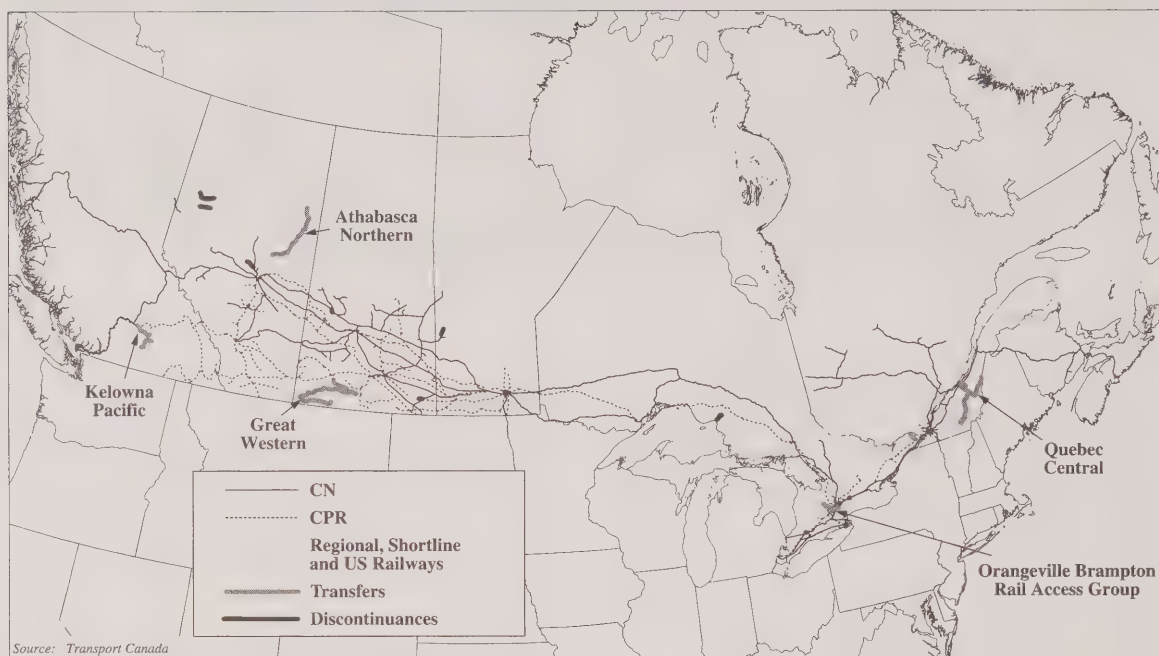 Athabasca
Northern
Kelowna
Pacific
Great
Western
Quebec
Central
Orangeville Brampton
Rail Access Group
CN
CPR
Regional, Shortline
and US Railways
Transfers
Discontinuances
Source: Transport Canada